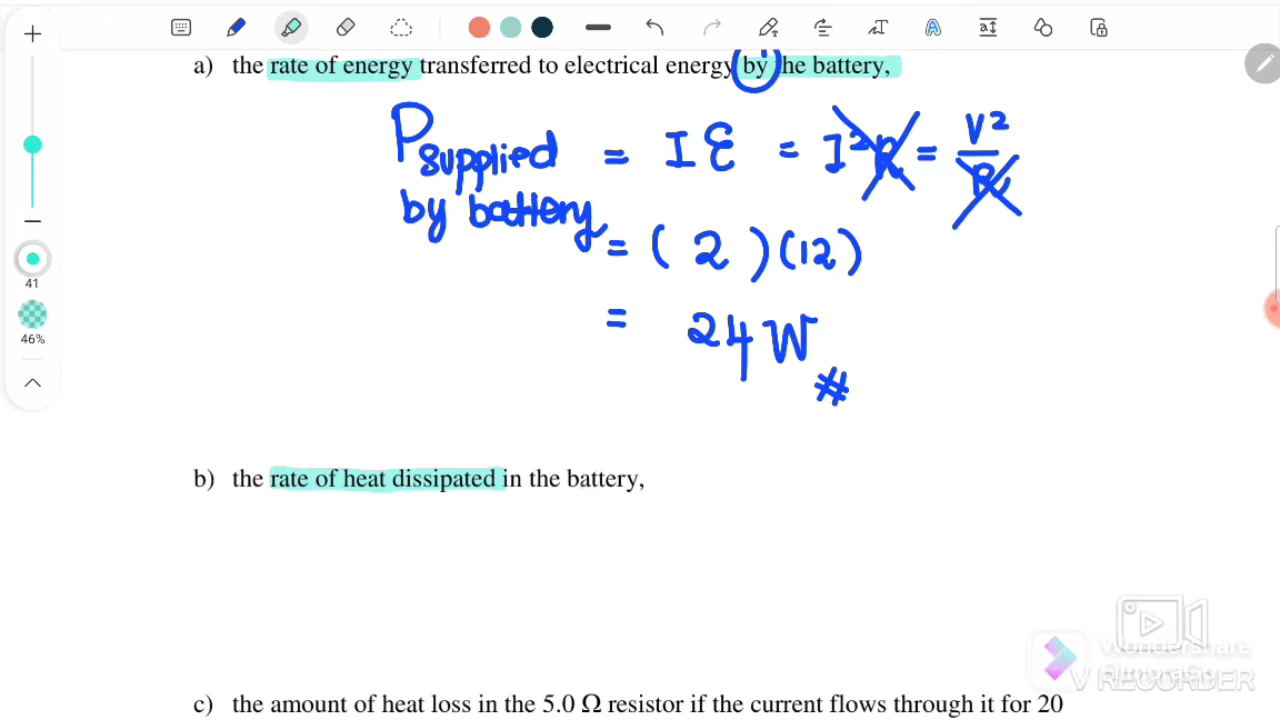 a) the rate of energy transferred to electrical energy by the battery,
P supplied by battery = I ℰ = I²R = V²/R
= (2)(12)
= 24 W #
41
46%
b) the rate of heat dissipated in the battery,
c) the amount of heat loss in the 5.0 Ω resistor if the current flows through it for 20
Wondershare
Filmora
V RECORDER